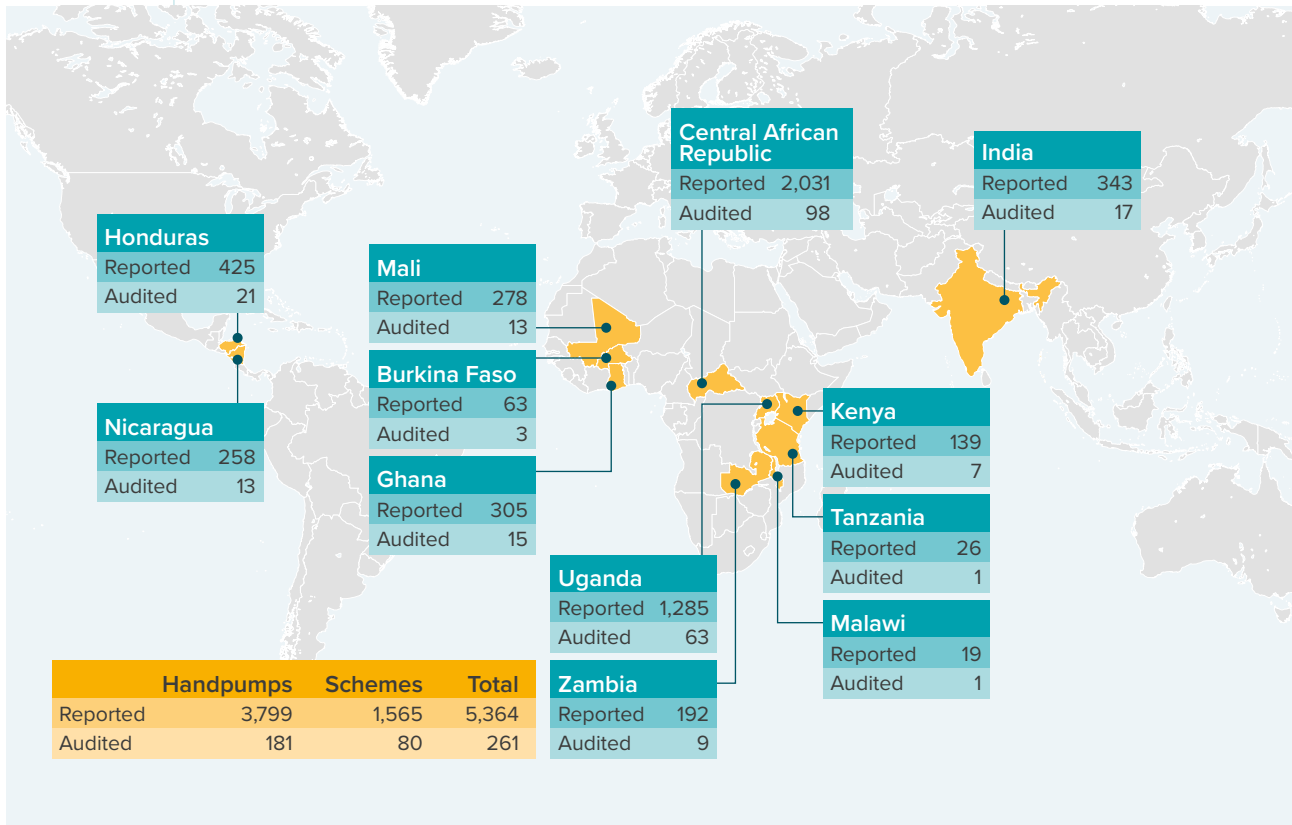 Central African
Republic
Reported 2,031
Audited 98
India
Reported 343
Audited 17
Honduras
Reported 425
Audited 21
Mali
Reported 278
Audited 13
Burkina Faso
Reported 63
Audited 3
Nicaragua
Reported 258
Audited 13
Ghana
Reported 305
Audited 15
Kenya
Reported 139
Audited 7
Tanzania
Reported 26
Audited 1
Uganda
Reported 1,285
Audited 63
Malawi
Reported 19
Audited 1
Zambia
Reported 192
Audited 9
Handpumps Schemes Total
Reported 3,799 1,565 5,364
Audited 181 80 261